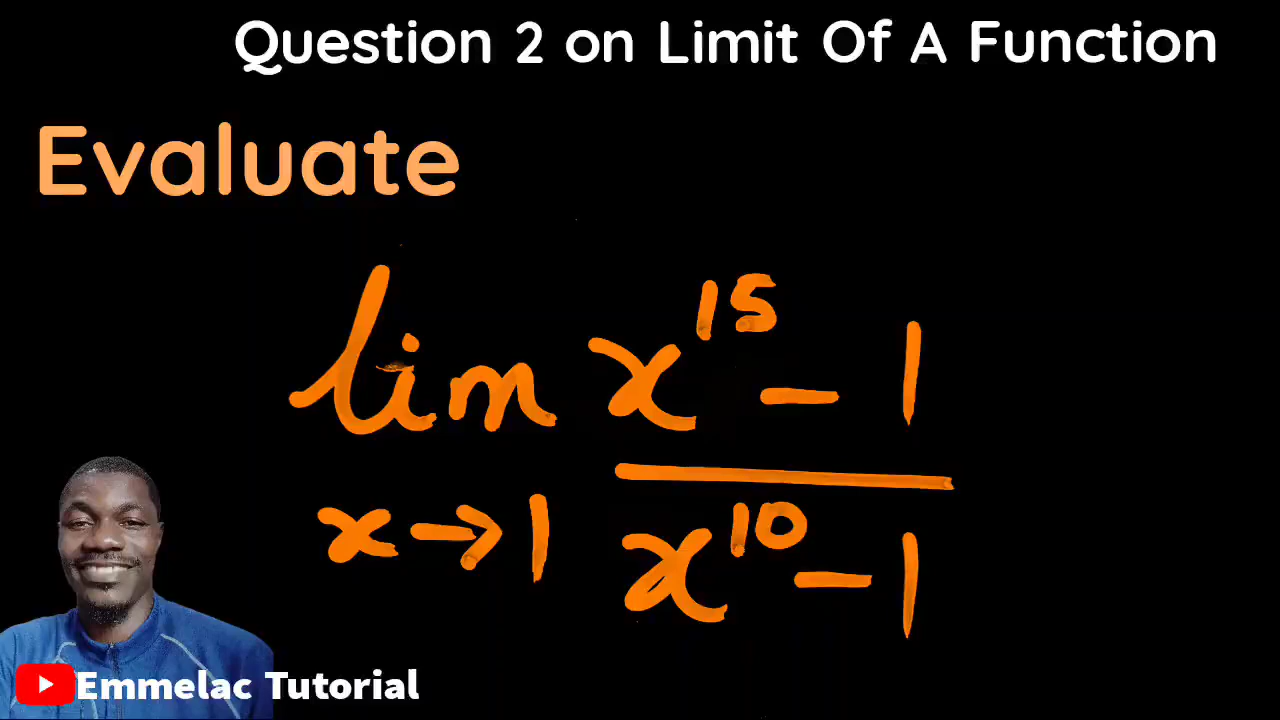 Question 2 on Limit Of A Function
Evaluate
lim x^15 - 1
x→1 x^10 - 1
Emmelac Tutorial